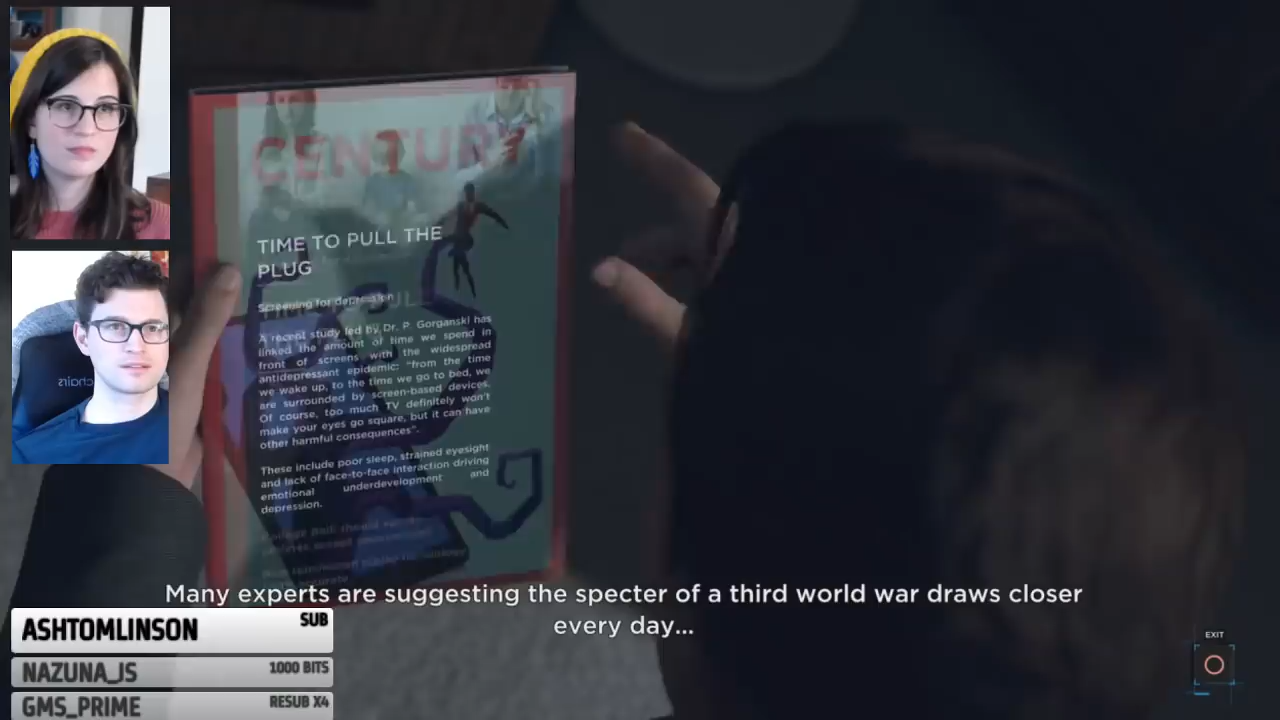 CENTURY
TIME TO PULL THE
PLUG
Screening for depression
A recent study led by Dr. P. Gorganski has
linked the amount of time we spend in
front of screens with the widespread
antidepressant epidemic: "from the time
we wake up, to the time we go to bed, we
are surrounded by screen-based devices.
Of course, too much TV definitely won't
make your eyes go square, but it can have
other harmful consequences".
These include poor sleep, strained eyesight
and lack of face-to-face interaction driving
emotional underdevelopment and
depression.
Many experts are suggesting the specter of a third world war draws closer
every day...
ASHTOMLINSON SUB
NAZUNA_JS 1000 BITS
GMS_PRIME RESUB X4
EXIT